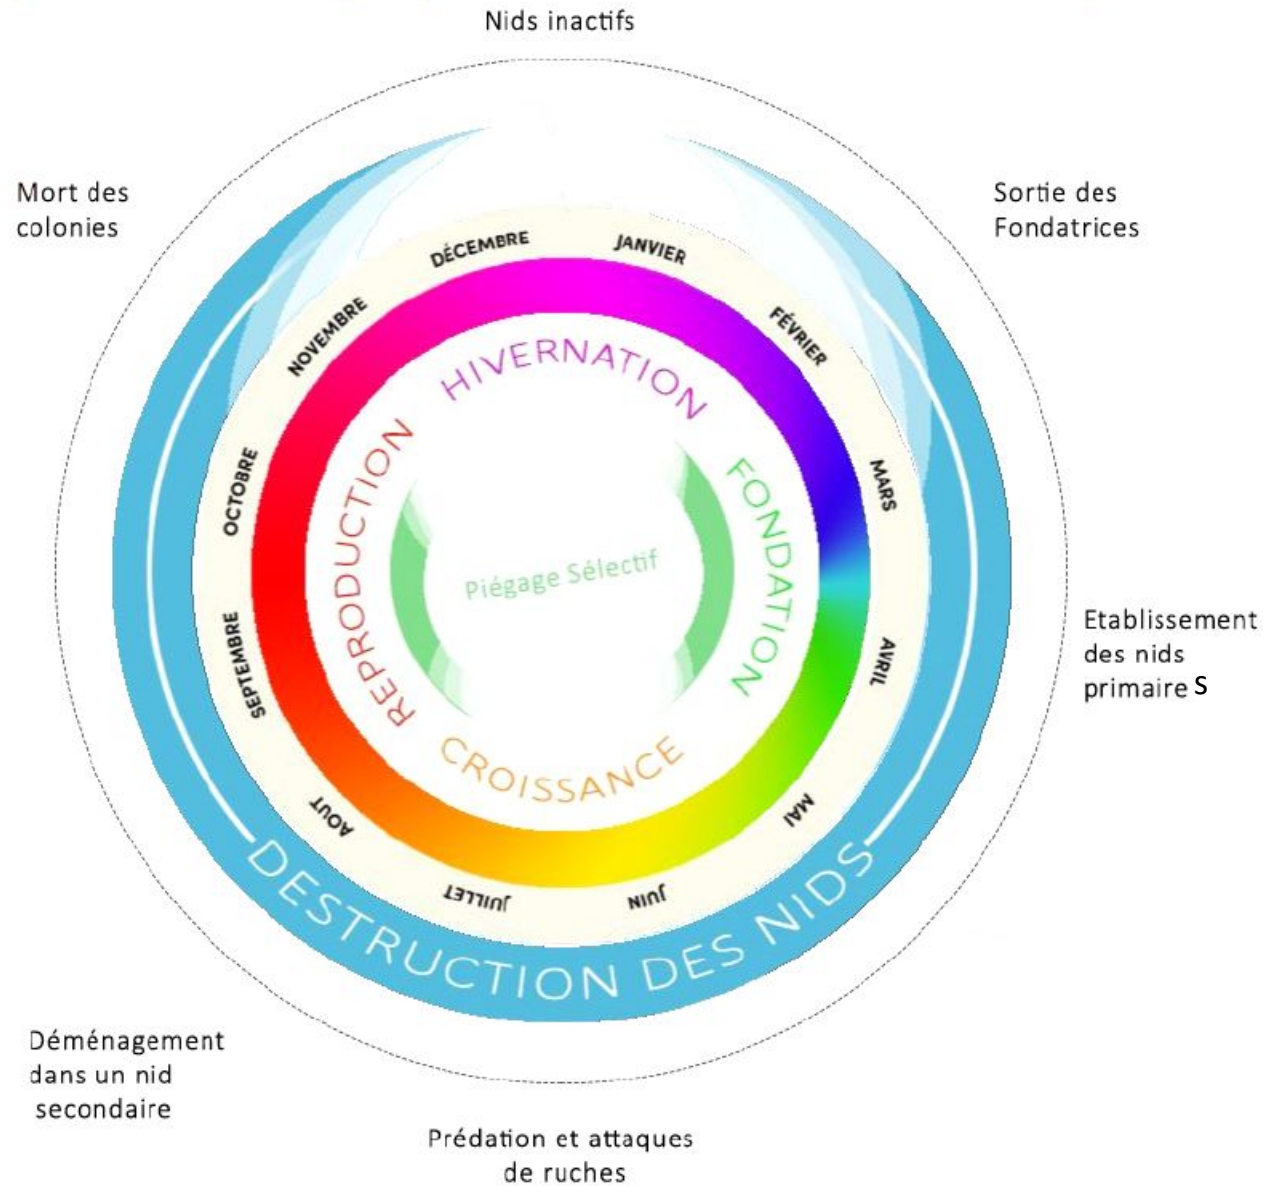 Nids inactifs
Mort des
colonies
Sortie des
Fondatrices
DÉCEMBRE
JANVIER
NOVEMBRE
FÉVRIER
HIVERNATION
OCTOBRE
MARS
REPRODUCTION
FONDATION
Piégage Sélectif
SEPTEMBRE
AVRIL
Etablissement
des nids
primaire S
CROISSANCE
AOUT
MAI
JUILLET
JUIN
DESTRUCTION DES NIDS
Déménagement
dans un nid
secondaire
Prédation et attaques
de ruches